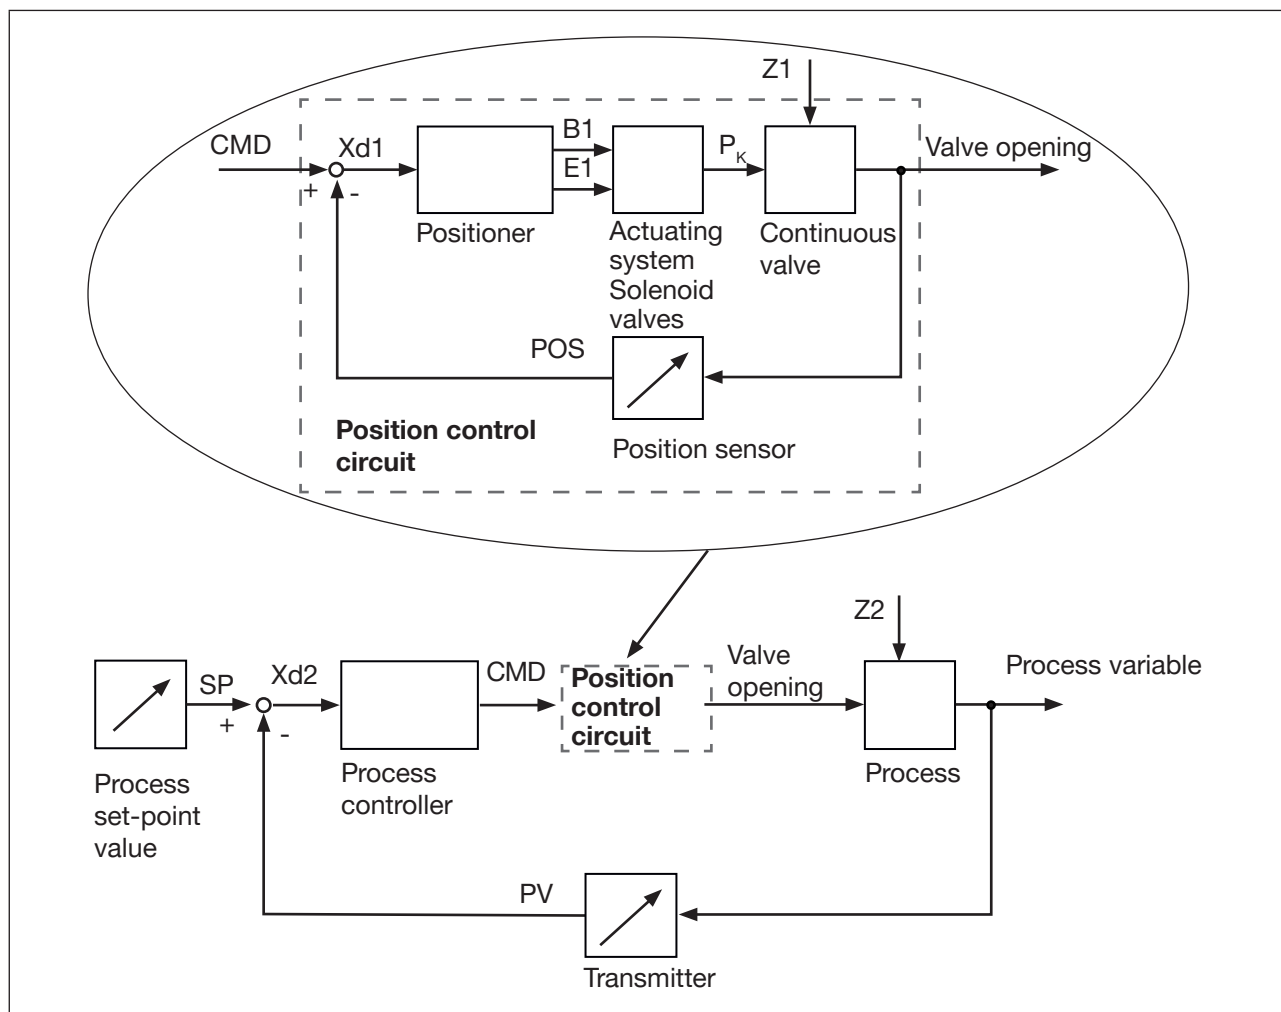 Z1
CMD
Xd1
B1
E1
PK
Valve opening
+
-
Positioner
Actuating
system
Solenoid
valves
Continuous
valve
POS
Position control
circuit
Position sensor
Z2
SP
Xd2
CMD
Position
control
circuit
Valve
opening
Process variable
+
-
Process
set-point
value
Process
controller
Process
PV
Transmitter